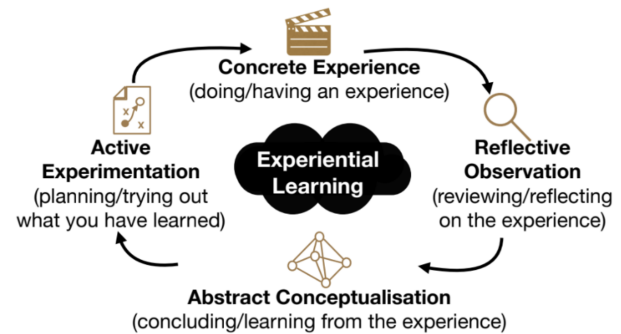 Concrete Experience
(doing/having an experience)
Reflective
Observation
(reviewing/reflecting
on the experience)
Abstract Conceptualisation
(concluding/learning from the experience)
Active
Experimentation
(planning/trying out
what you have learned)
Experiential
Learning
x
x